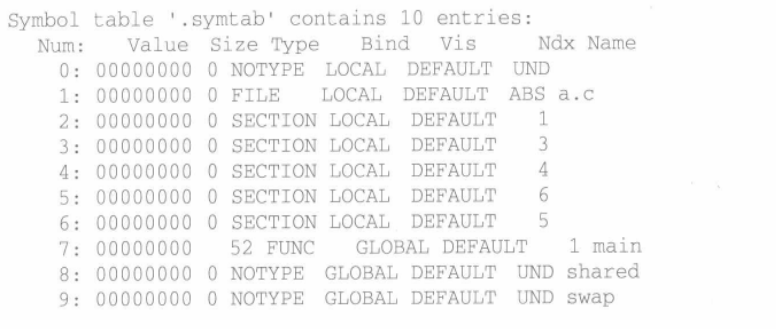 Symbol table '.symtab' contains 10 entries:
Num: Value Size Type Bind Vis Ndx Name
0: 00000000 0 NOTYPE LOCAL DEFAULT UND
1: 00000000 0 FILE LOCAL DEFAULT ABS a.c
2: 00000000 0 SECTION LOCAL DEFAULT 1
3: 00000000 0 SECTION LOCAL DEFAULT 3
4: 00000000 0 SECTION LOCAL DEFAULT 4
5: 00000000 0 SECTION LOCAL DEFAULT 6
6: 00000000 0 SECTION LOCAL DEFAULT 5
7: 00000000 52 FUNC GLOBAL DEFAULT 1 main
8: 00000000 0 NOTYPE GLOBAL DEFAULT UND shared
9: 00000000 0 NOTYPE GLOBAL DEFAULT UND swap